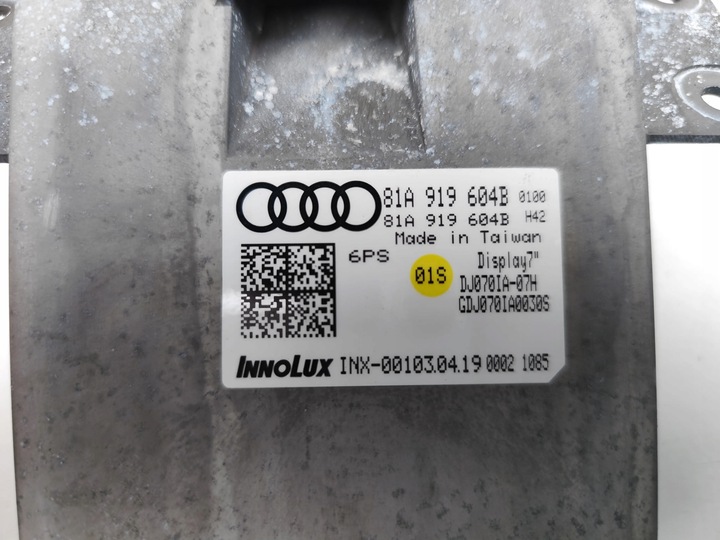 81A 919 604B 0100
81A 919 604B H42
Made in Taiwan
6PS
01S
Display7"
DJ070IA-07H
GDJ070IA0030S
INNOLUX INX-00103.04.19 0002 1085